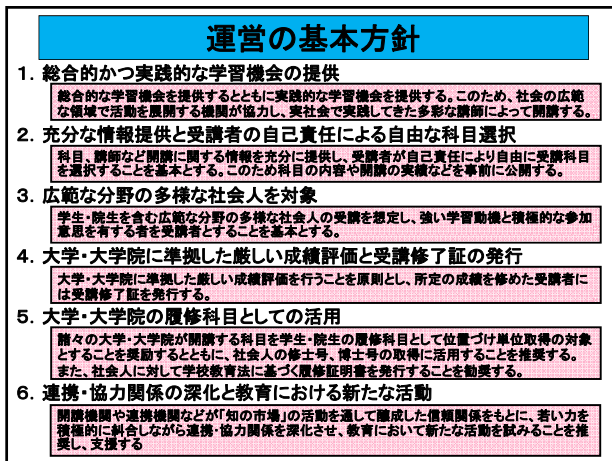 運営の基本方針
1．総合的かつ実践的な学習機会の提供
総合的な学習機会を提供するとともに実践的な学習機会を提供する。このため、社会の広範
な領域で活動を展開する機関が協力し、実社会で実践してきた多彩な講師によって開講する。
2．充分な情報提供と受講者の自己責任による自由な科目選択
科目、講師など開講に関する情報を充分に提供し、受講者が自己責任により自由に受講科目
を選択することを基本とする。このため科目の内容や開講の実績などを事前に公開する。
3．広範な分野の多様な社会人を対象
学生・院生を含む広範な分野の多様な社会人の受講を想定し、強い学習動機と積極的な参加
意思を有する者を受講者とすることを基本とする。
4．大学・大学院に準拠した厳しい成績評価と受講修了証の発行
大学・大学院に準拠した厳しい成績評価を行うことを原則とし、所定の成績を修めた受講者に
は受講修了証を発行する。
5．大学・大学院の履修科目としての活用
諸々の大学・大学院が開講する科目を学生・院生の履修科目として位置づけ単位取得の対象
とすることを奨励するとともに、社会人の修士号、博士号の取得に活用することを推奨する。
また、社会人に対して学校教育法に基づく履修証明書を発行することを勧奨する。
6．連携・協力関係の深化と教育における新たな活動
開講機関や連携機関などが「知の市場」の活動を通して醸成した信頼関係をもとに、若い力を
積極的に糾合しながら連携・協力関係を深化させ、教育において新たな活動を試みることを推
奨し、支援する